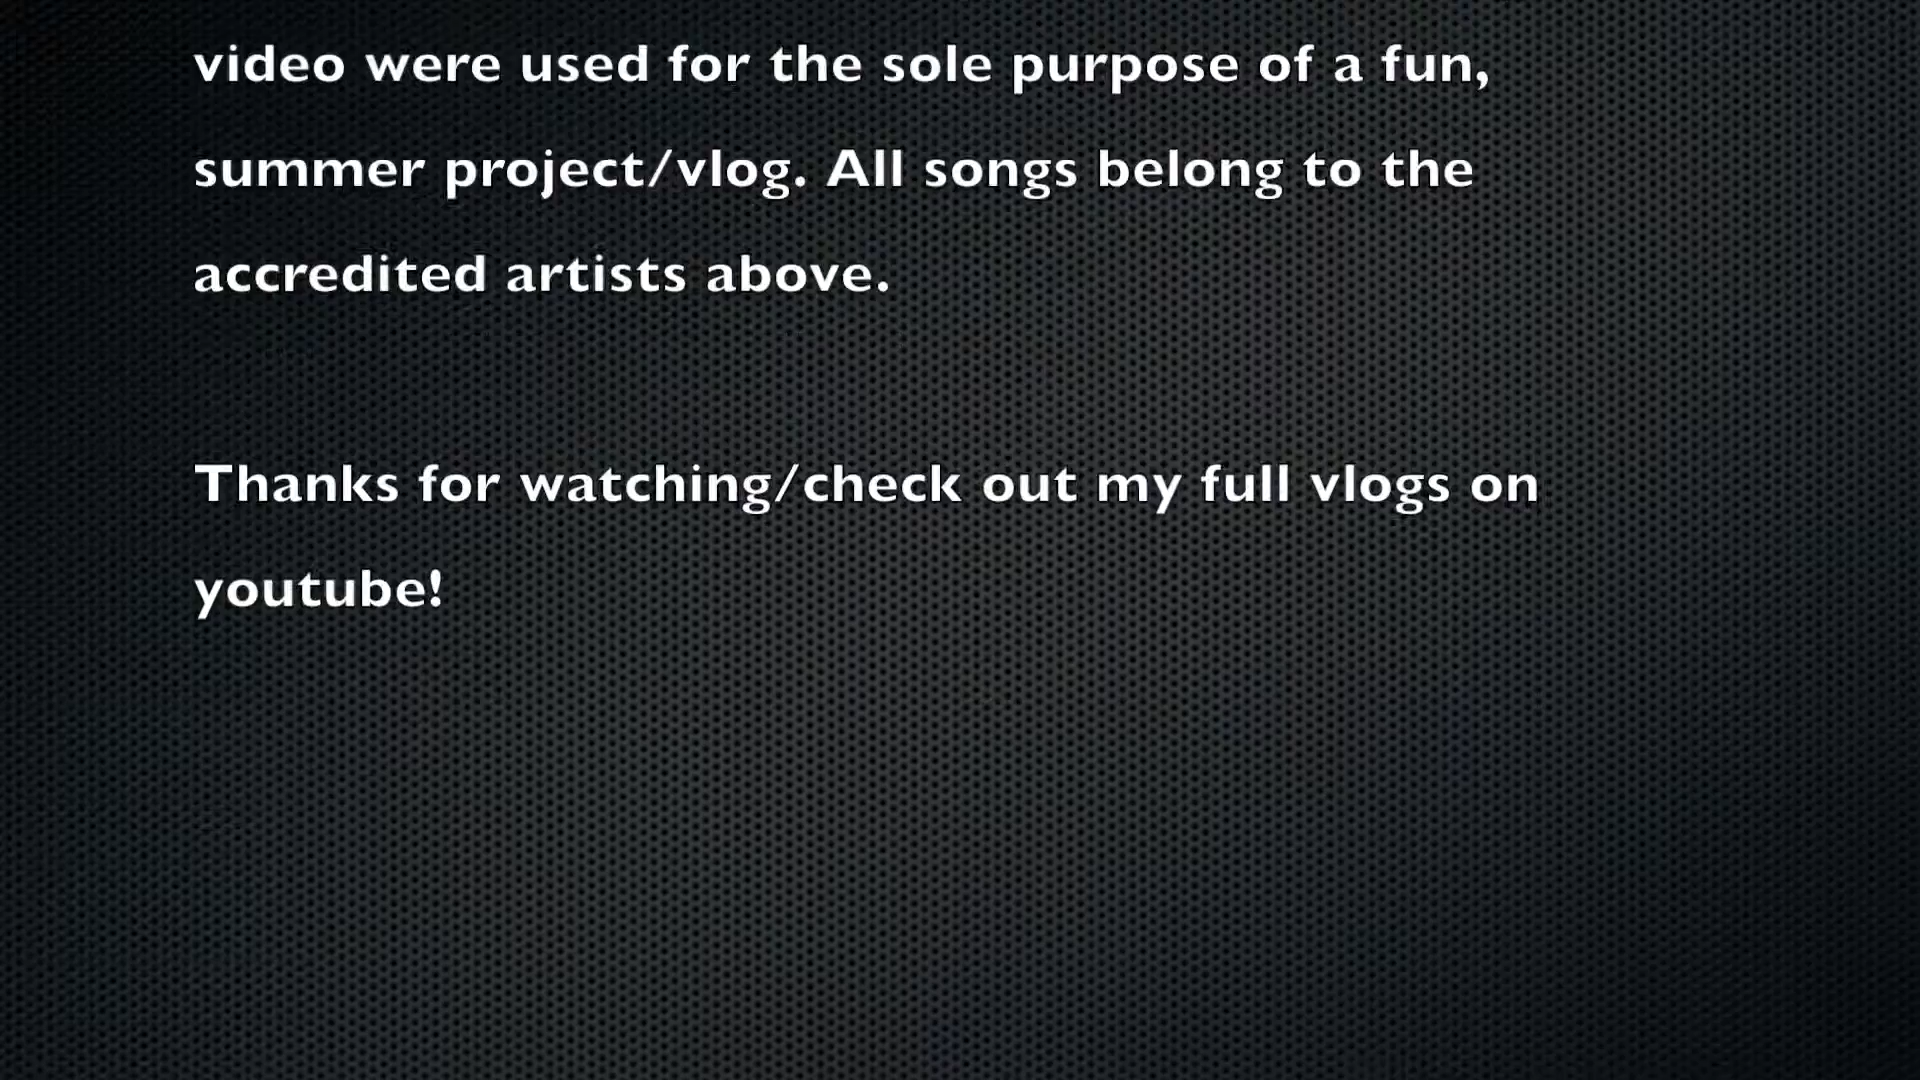 video were used for the sole purpose of a fun,
summer project/vlog. All songs belong to the
accredited artists above.
Thanks for watching/check out my full vlogs on
youtube!